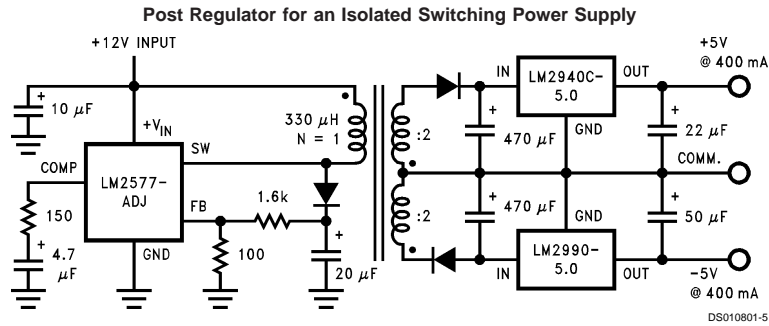 Post Regulator for an Isolated Switching Power Supply
+12V INPUT
+5V
@ 400 mA
IN
LM2940C-
5.0
OUT
+
10 μF
+VIN
330 μH
N = 1
:2
+
470 μF
GND
+
22 μF
SW
COMP
LM2577-
ADJ
COMM.
1.6k
FB
:2
+
470 μF
GND
+
50 μF
150
+
4.7
μF
GND
100
+
20 μF
IN
LM2990-
5.0
OUT
-5V
@ 400 mA
DS010801-5